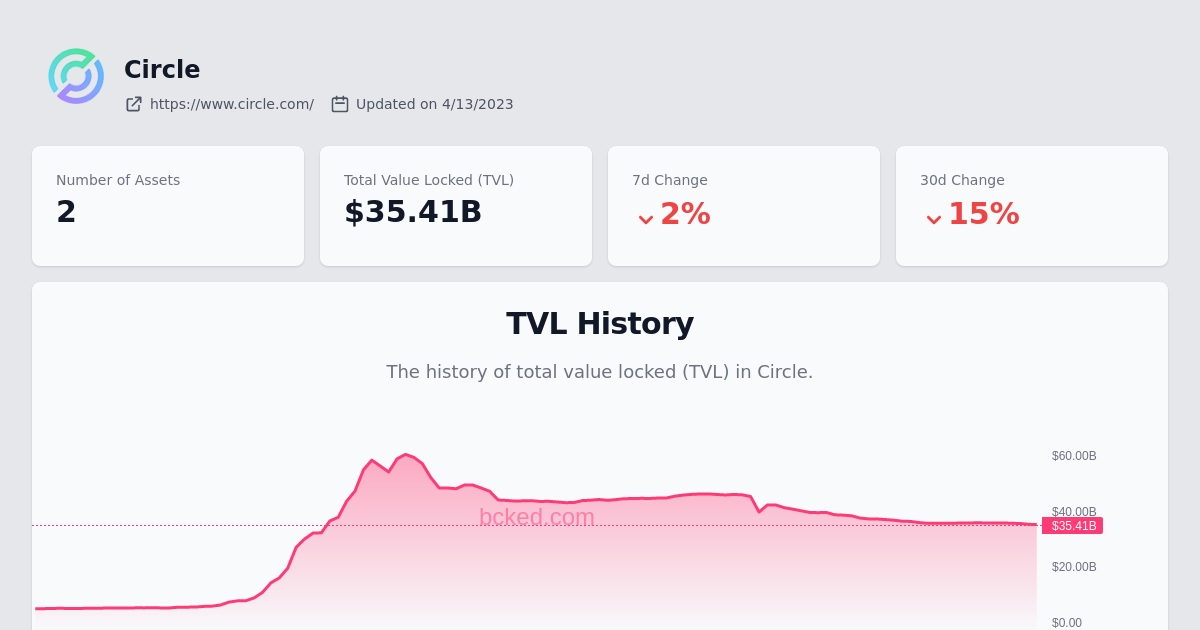 Circle
https://www.circle.com/ Updated on 4/13/2023
Number of Assets
2
Total Value Locked (TVL)
$35.41B
7d Change
2%
30d Change
15%
TVL History
The history of total value locked (TVL) in Circle.
$60.00B
bcked.com
$40.00B
$35.41B
$20.00B
$0.00